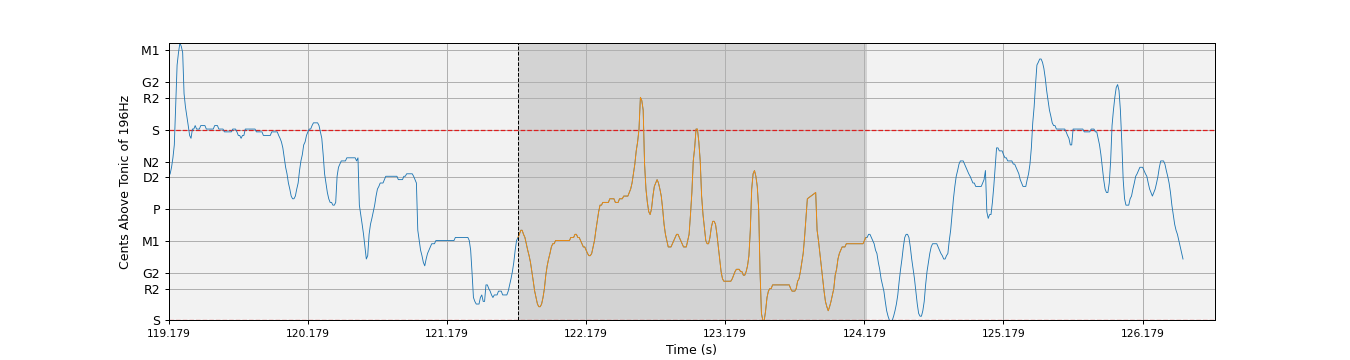 M1
G2
R2
S
N2
D2
P
M1
G2
R2
S
Cents Above Tonic of 196Hz
119.179 120.179 121.179 122.179 123.179 124.179 125.179 126.179
Time (s)